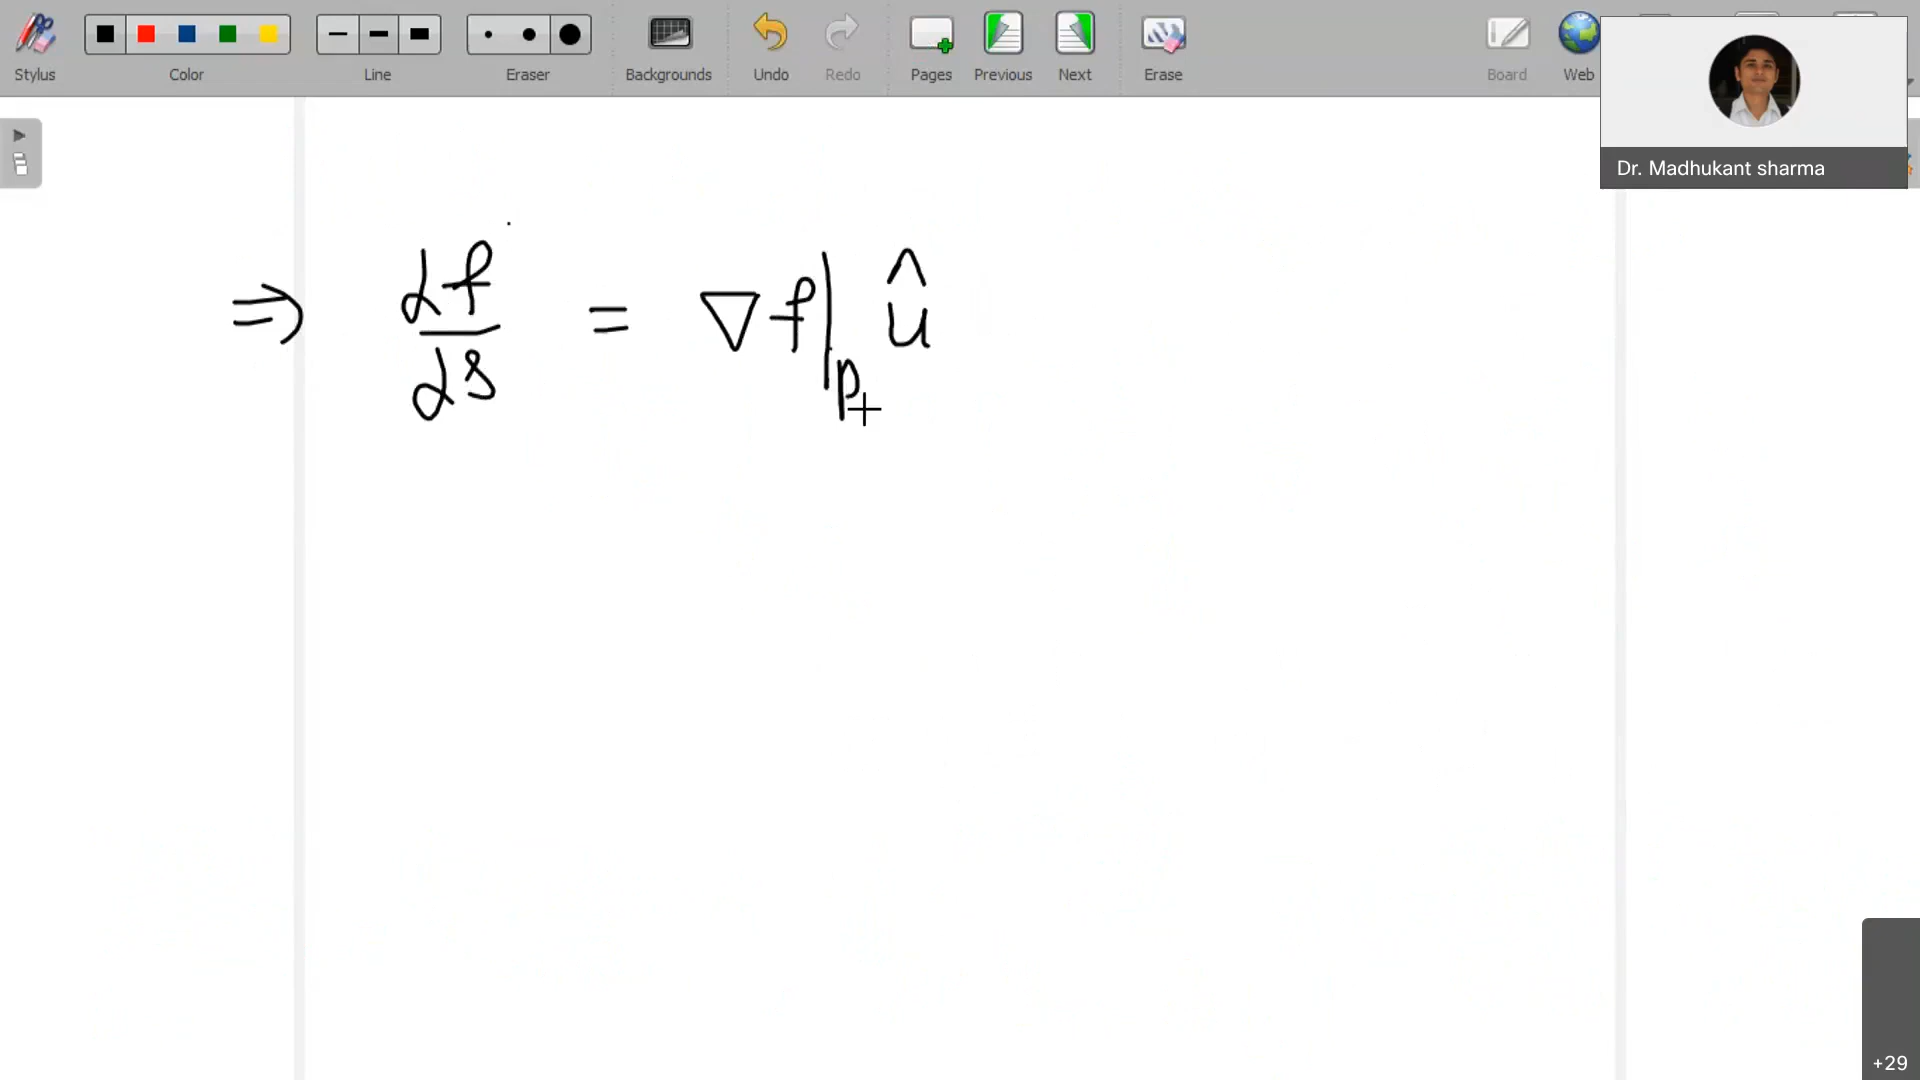 Stylus Color Line Eraser Backgrounds Undo Redo Pages Previous Next Erase Board Web
Dr. Madhukant sharma
⇒ df/ds = ∇f|p û
+29